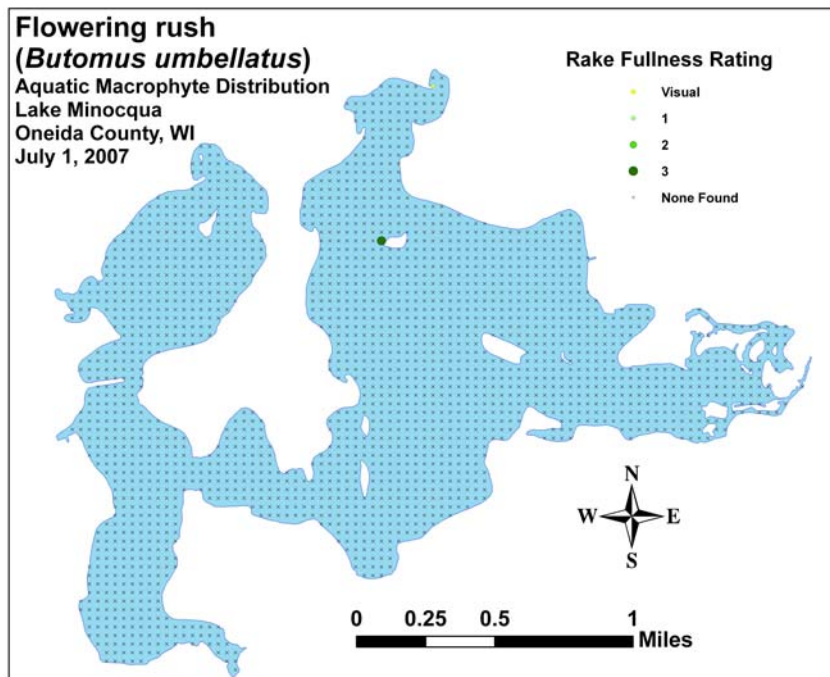 Flowering rush
(Butomus umbellatus)
Aquatic Macrophyte Distribution
Lake Minocqua
Oneida County, WI
July 1, 2007
Rake Fullness Rating
Visual
1
2
3
None Found
N
W E
S
0 0.25 0.5 1
Miles